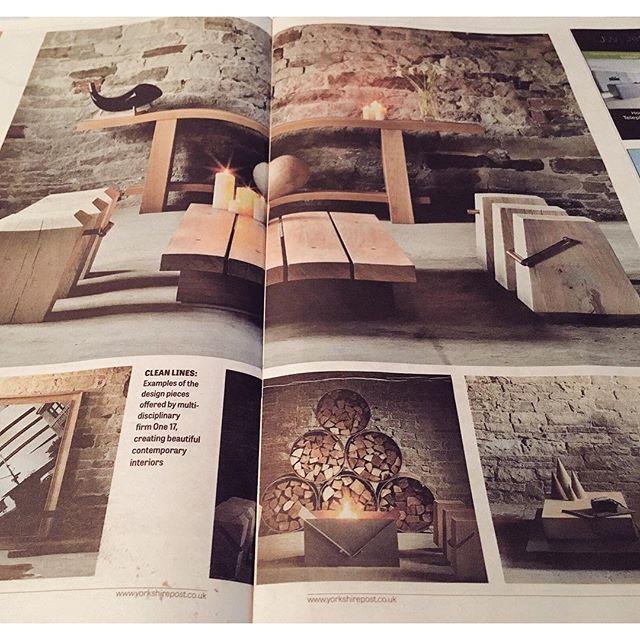 CLEAN LINES:
Examples of the
design pieces
offered by multi-
disciplinary
firm One 17,
creating beautiful
contemporary
interiors
www.yorkshirepost.co.uk
www.yorkshirepost.co.uk